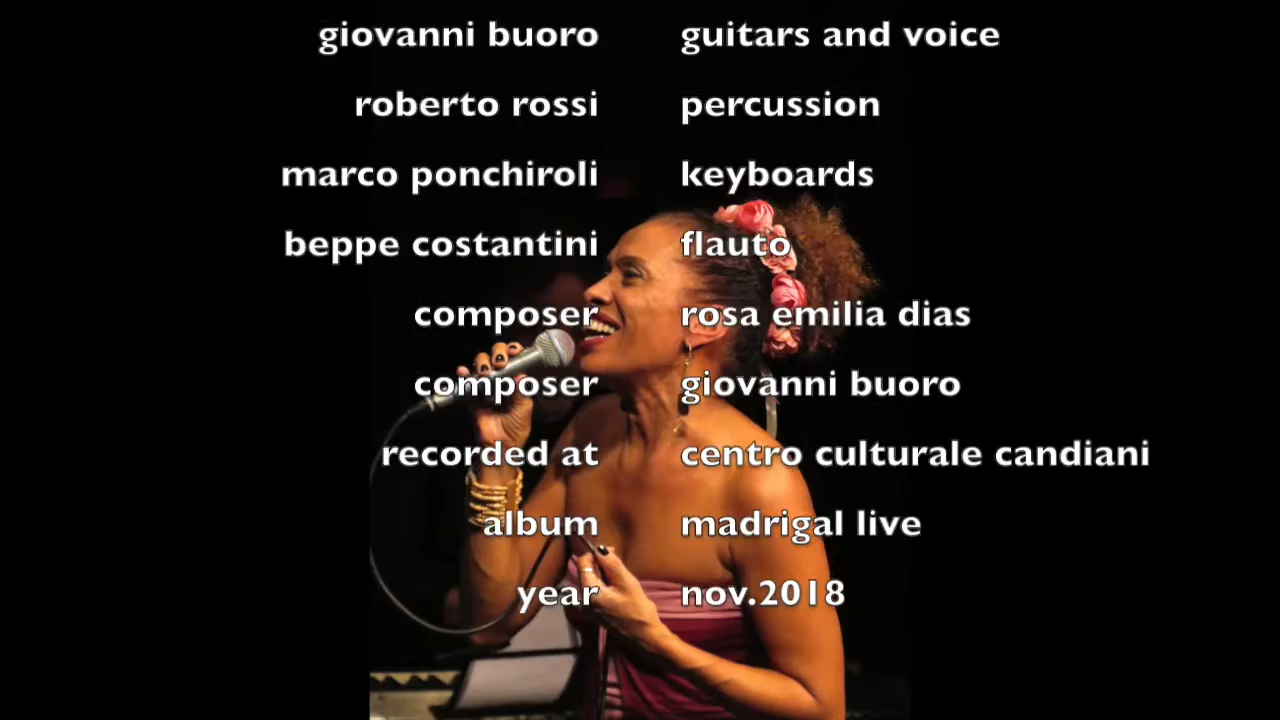 giovanni buoro guitars and voice
roberto rossi percussion
marco ponchiroli keyboards
beppe costantini flauto
composer rosa emilia dias
composer giovanni buoro
recorded at centro culturale candiani
album madrigal live
year nov.2018